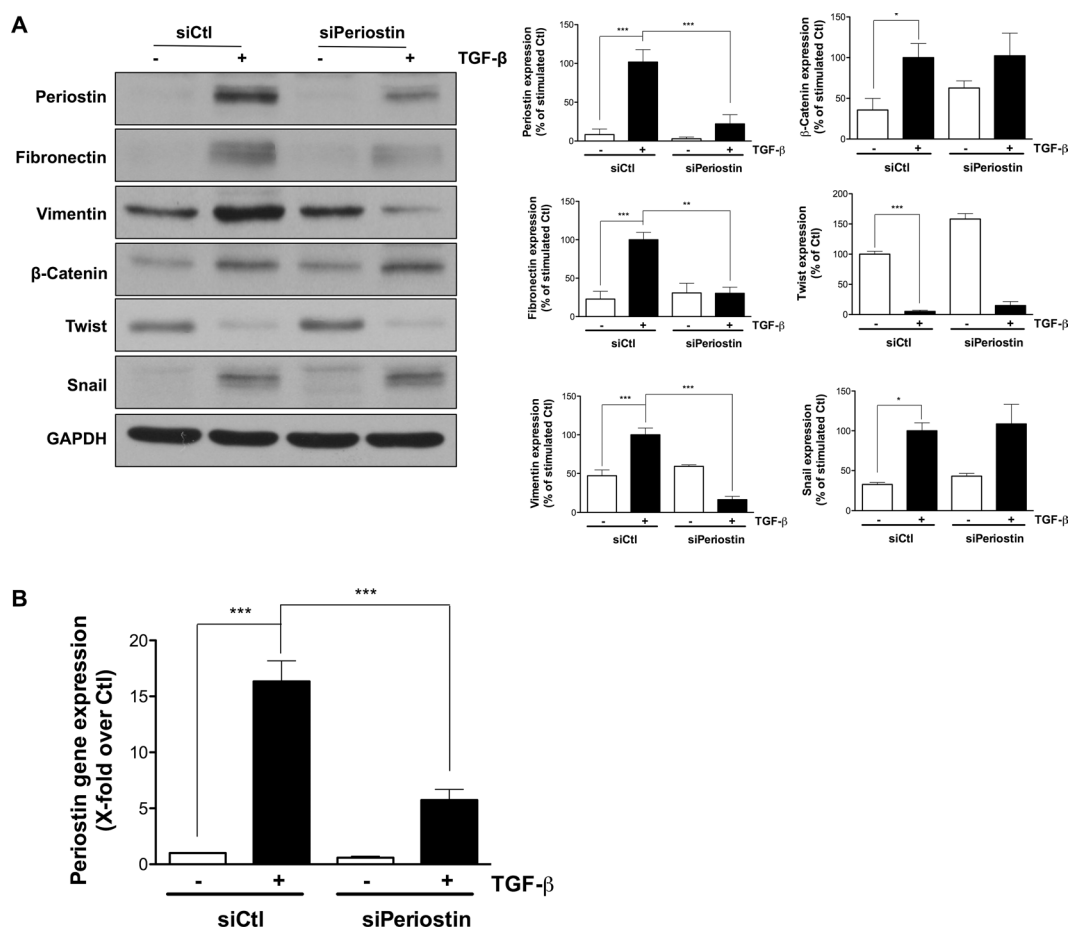 A
siCtl siPeriostin
- + - + TGF-β
Periostin
Fibronectin
Vimentin
β-Catenin
Twist
Snail
GAPDH
Periostin expression
(% of stimulated Ctl)
150
100
50
0
*** ***
- + - + TGF-β
siCtl siPeriostin
β-Catenin expression
(% of stimulated Ctl)
150
100
50
0
*
- + - + TGF-β
siCtl siPeriostin
Fibronectin expression
(% of stimulated Ctl)
150
100
50
0
*** **
- + - + TGF-β
siCtl siPeriostin
Twist expression
(% of Ctl)
200
150
100
50
0
***
- + - + TGF-β
siCtl siPeriostin
Vimentin expression
(% of stimulated Ctl)
150
100
50
0
*** ***
- + - + TGF-β
siCtl siPeriostin
Snail expression
(% of stimulated Ctl)
150
100
50
0
*
- + - + TGF-β
siCtl siPeriostin
B
Periostin gene expression
(X-fold over Ctl)
20
15
10
5
0
*** ***
- + - + TGF-β
siCtl siPeriostin